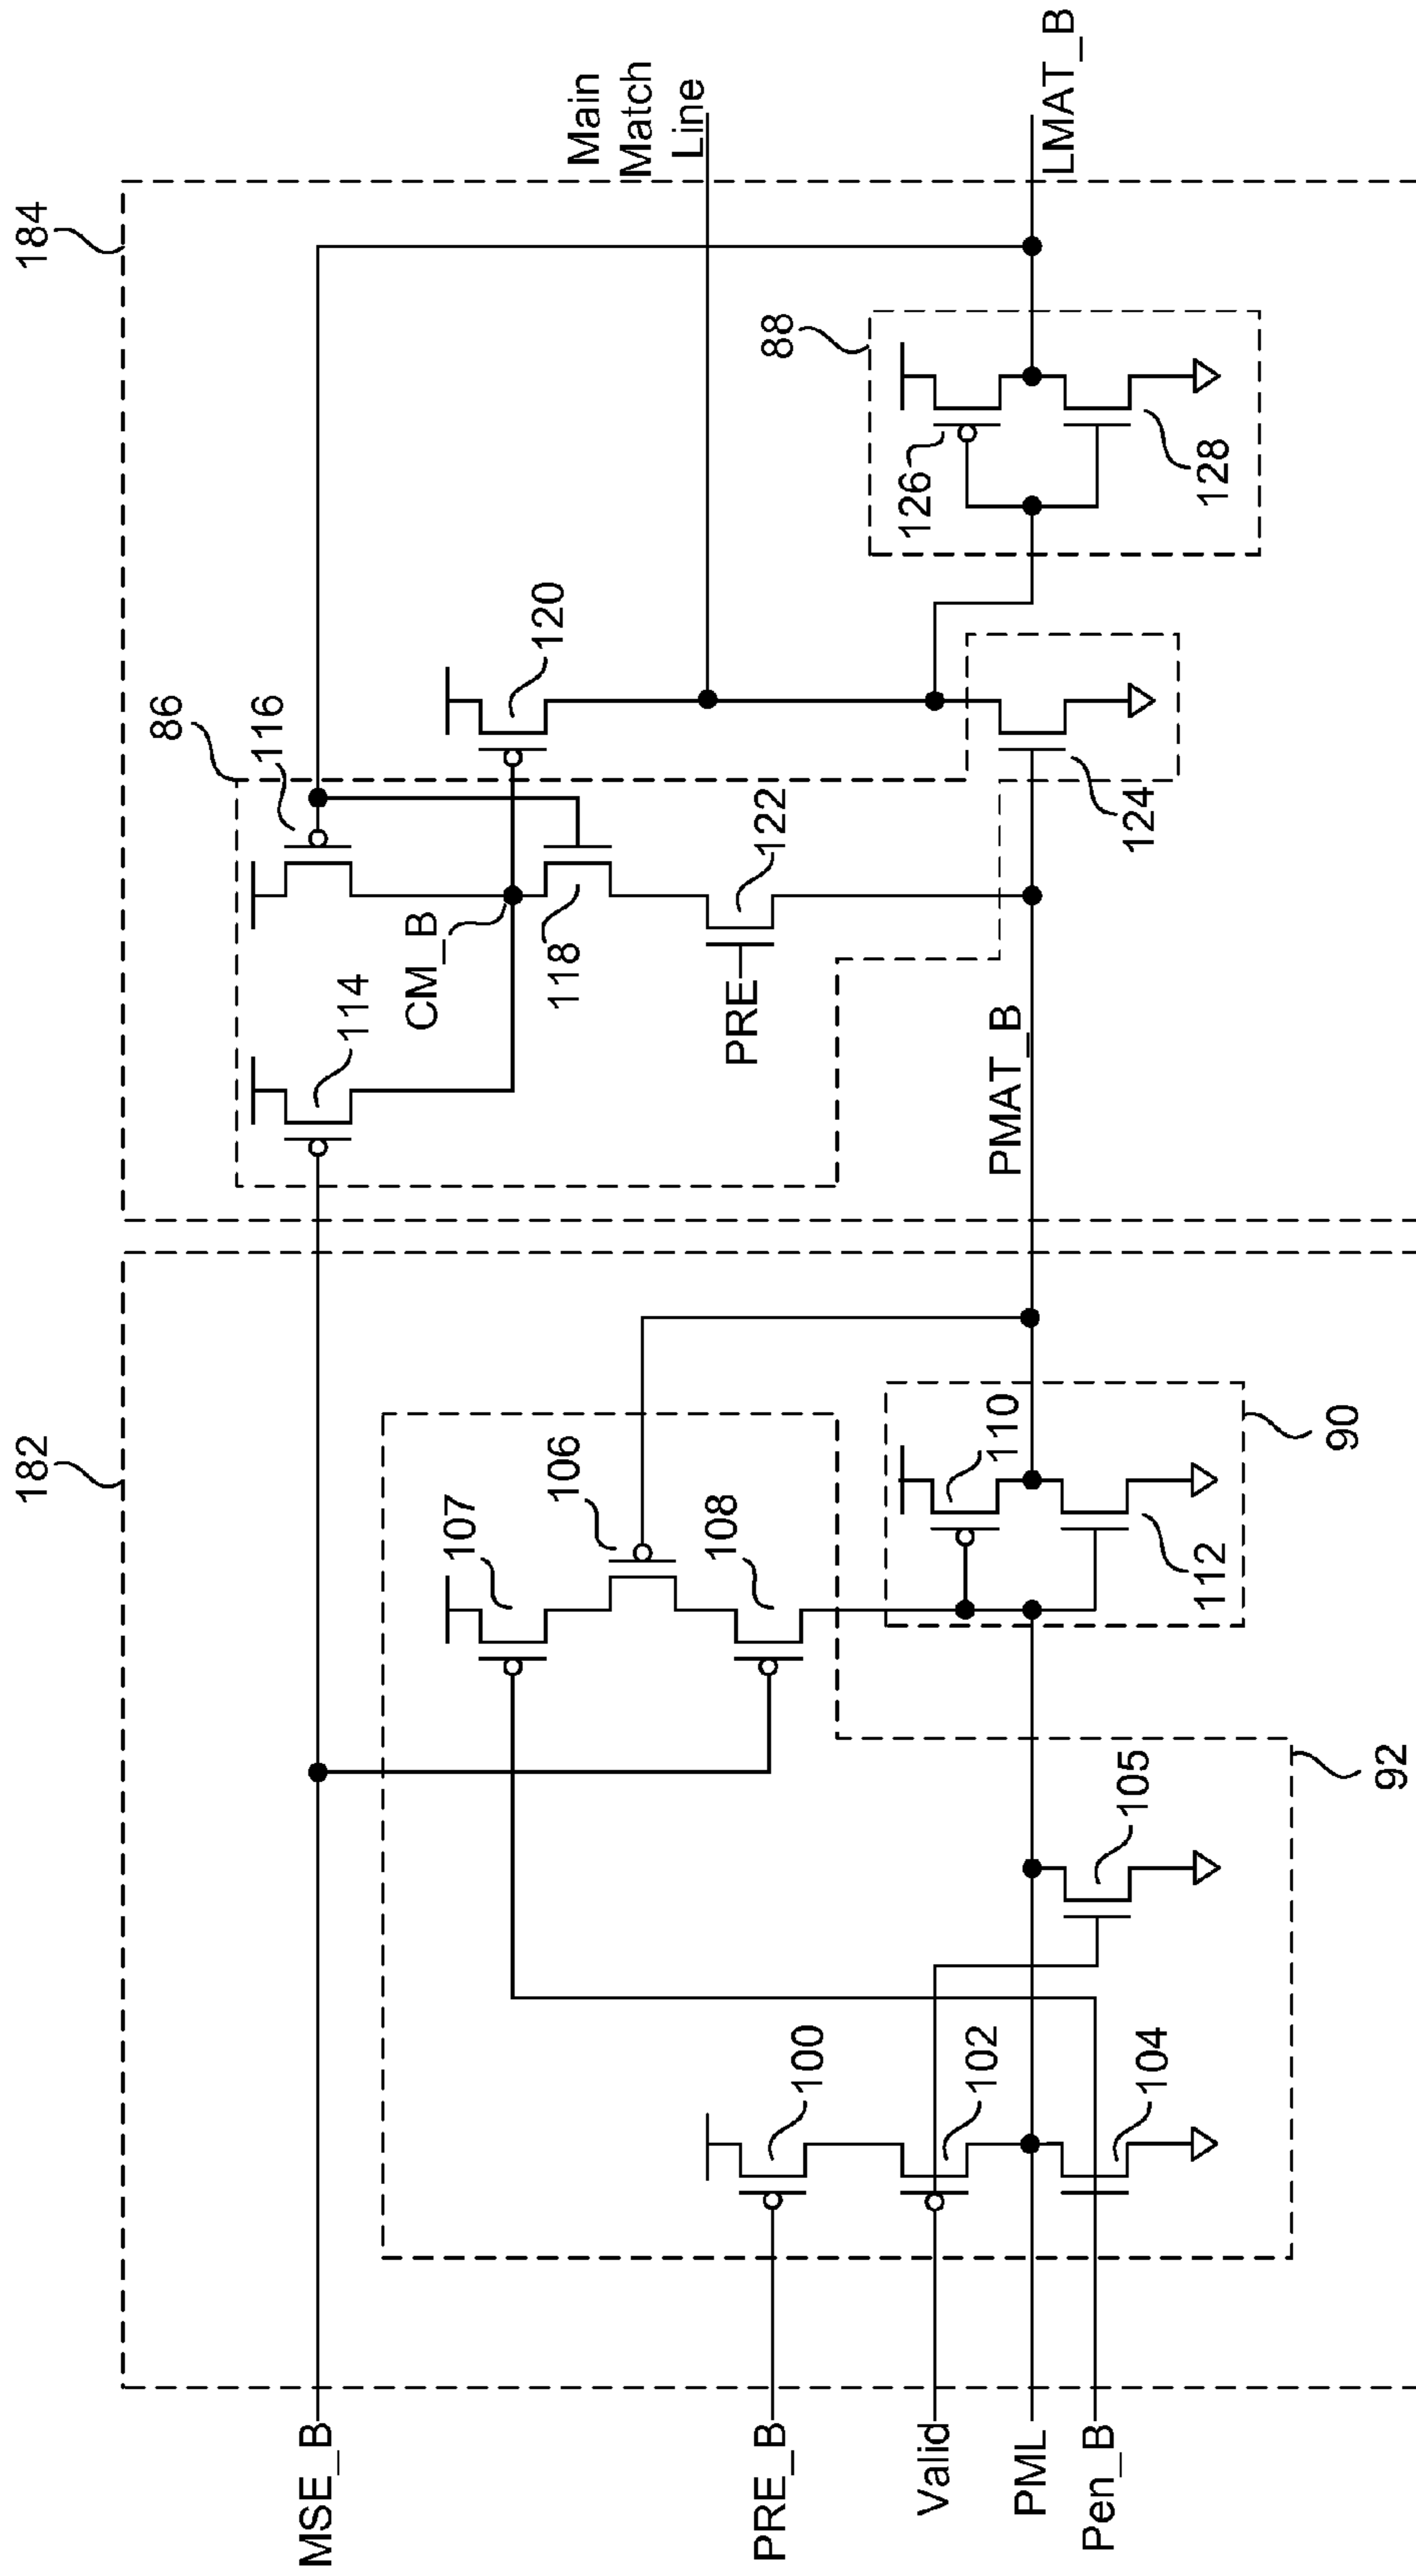 182
184
MSE_B
PRE_B
Valid
PML
Pen_B
92
90
100
102
104
105
107
106
108
110
112
PMAT_B
86
114
116
CM_B
118
PRE
122
120
124
88
126
128
Main
Match
Line
LMAT_B